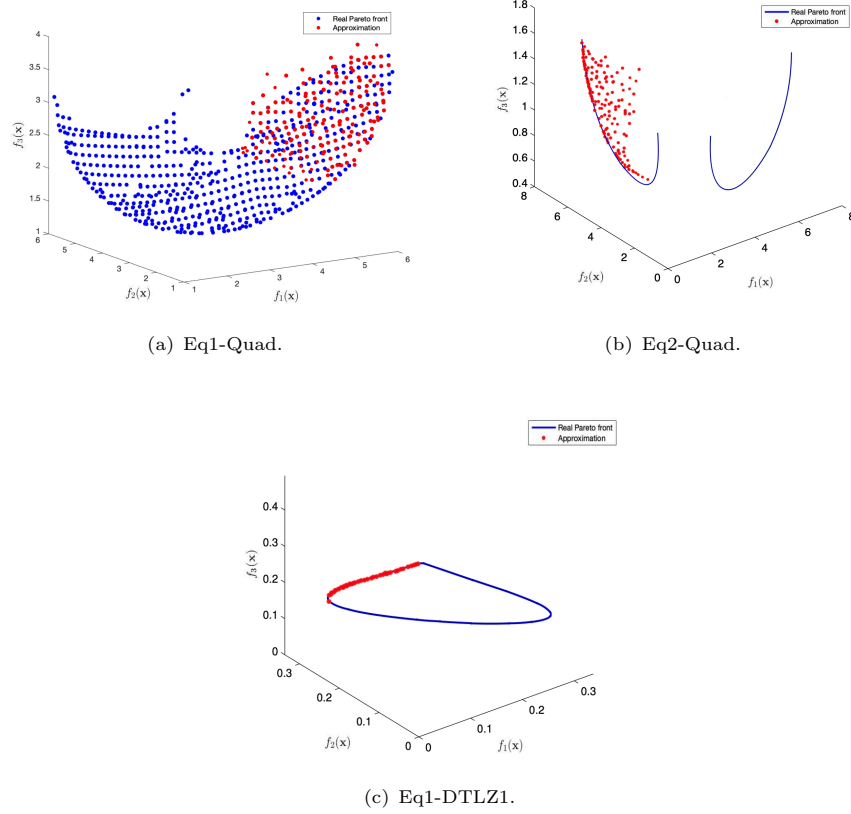 Real Pareto front
Approximation
4
3.5
3
2.5
2
1.5
1
f3(x)
6
5
4
3
2
1
f2(x)
1
2
3
4
5
6
f1(x)
(a) Eq1-Quad.
Real Pareto front
Approximation
1.8
1.6
1.4
1.2
1
0.8
0.6
0.4
f3(x)
8
6
4
2
0
f2(x)
0
2
4
6
8
f1(x)
(b) Eq2-Quad.
Real Pareto front
Approximation
0.4
0.3
0.2
0.1
0
f3(x)
0.3
0.2
0.1
0
f2(x)
0
0.1
0.2
0.3
f1(x)
(c) Eq1-DTLZ1.